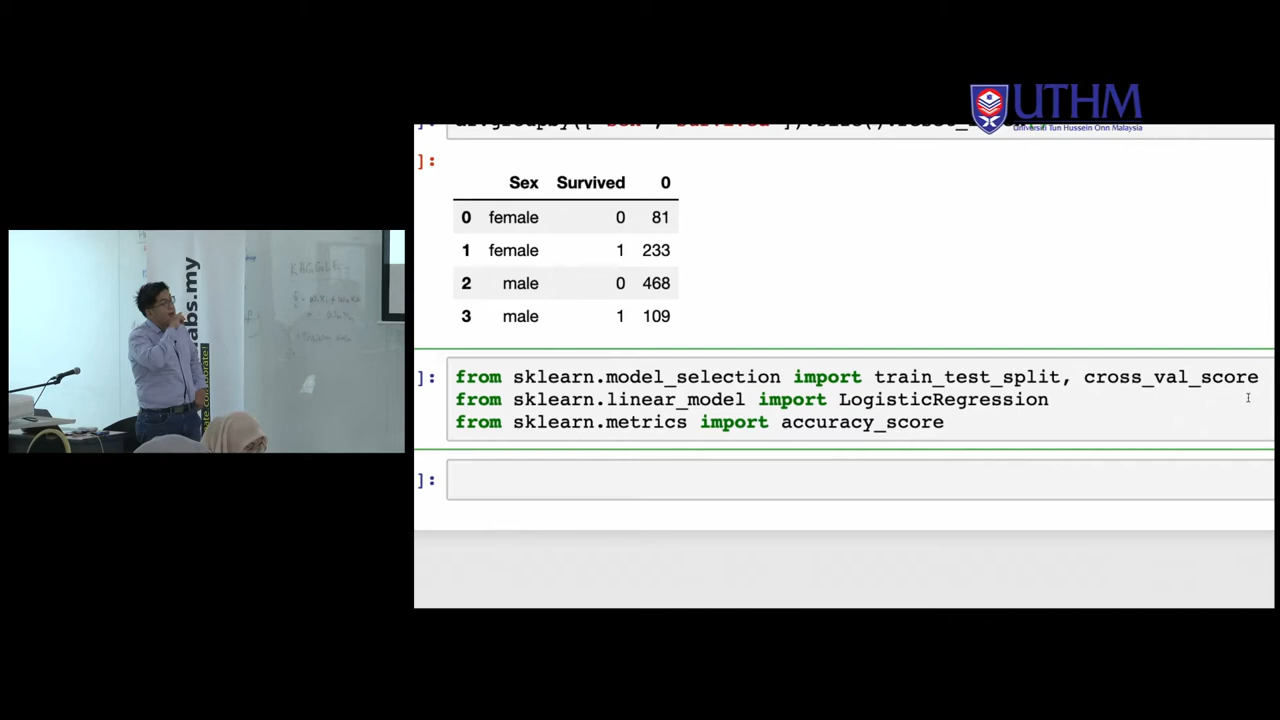 UTHM
Universiti Tun Hussein Onn Malaysia
]:
Sex Survived 0
0 female 0 81
1 female 1 233
2 male 0 468
3 male 1 109
]: from sklearn.model_selection import train_test_split, cross_val_score
from sklearn.linear_model import LogisticRegression
from sklearn.metrics import accuracy_score
]:
abs.my